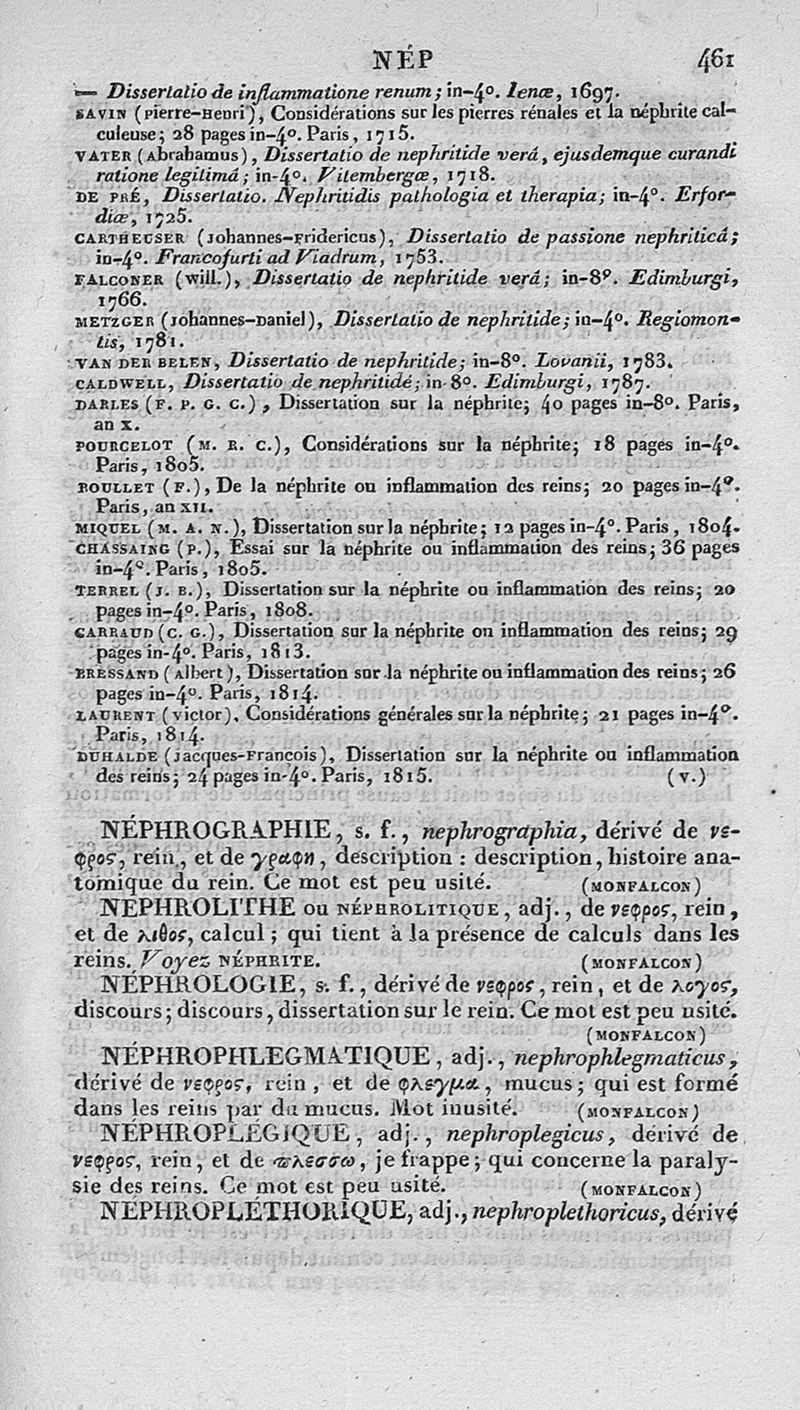 NÉP 461
— Dissertatio de inflammatione renum; in-4°. Ienæ, 1697.
SAVIN (Pierre-Henri), Considérations sur les pierres rénales et la néphrite cal-
culeuse; 28 pages in-4°. Paris, 1715.
VATER (Abrahamus), Dissertatio de nephritide verâ, ejusdemque curandi
ratione legitimâ; in-4°. Vitembergæ, 1718.
DE PRÉ, Dissertatio. Nephritidis pathologia et therapia; in-4°. Erfor-
diæ, 1725.
CARTHEUSER (Johannes-Fridericus), Dissertatio de passione nephriticâ;
in-4°. Francofurti ad Viadrum, 1753.
FALCONER (will.), Dissertatio de nephritide verâ; in-8°. Edimburgi,
1766.
METZGER (Johannes-Daniel), Dissertatio de nephritide; in-4°. Regiomon-
tis, 1781.
VAN DER BELEN, Dissertatio de nephritide; in-8°. Lovanii, 1783.
CALDWELL, Dissertatio de nephritidé; in-8°. Edimburgi, 1787.
DARLES (F. P. G. C.), Dissertation sur la néphrite; 40 pages in-8°. Paris,
an X.
POURCELOT (M. R. C.), Considérations sur la néphrite; 18 pages in-4°.
Paris, 1805.
ROULLET (F.), De la néphrite ou inflammation des reins; 20 pages in-4°.
Paris, an XII.
MIQUEL (M. A. N.), Dissertation sur la néphrite; 12 pages in-4°. Paris, 1804.
CHASSAING (P.), Essai sur la néphrite ou inflammation des reins; 36 pages
in-4°. Paris, 1805.
TERREL (J. B.), Dissertation sur la néphrite ou inflammation des reins; 20
pages in-4°. Paris, 1808.
GARRAUD (C. G.), Dissertation sur la néphrite ou inflammation des reins; 29
pages in-4°. Paris, 1813.
BRESSAND (Albert), Dissertation sur la néphrite ou inflammation des reins; 26
pages in-4°. Paris, 1814.
LAURENT (Victor), Considérations générales sur la néphrite; 21 pages in-4°.
Paris, 1814.
DUHALDE (Jacques-François), Dissertation sur la néphrite ou inflammation
des reins; 24 pages in-4°. Paris, 1815. (V.)
NÉPHROGRAPHIE, s. f., nephrographia, dérivé de νε-
φρος, rein, et de γραφη, description : description, histoire ana-
tomique du rein. Ce mot est peu usité. (MONFALCON)
NÉPHROLITHE ou NÉPHROLITIQUE, adj., de νεφρος, rein,
et de λιθος, calcul; qui tient à la présence de calculs dans les
reins. Voyez NÉPHRITE. (MONFALCON)
NÉPHROLOGIE, s. f., dérivé de νεφρος, rein, et de λογος,
discours; discours, dissertation sur le rein. Ce mot est peu usité.
(MONFALCON)
NÉPHROPHLEGMATIQUE, adj., nephrophlegmaticus,
dérivé de νεφρος, rein, et de φλεγμα, mucus; qui est formé
dans les reins par du mucus. Mot inusité. (MONFALCON)
NÉPHROPLÉGIQUE, adj., nephroplegicus, dérivé de
νεφρος, rein, et de πλεσσω, je frappe; qui concerne la paraly-
sie des reins. Ce mot est peu usité. (MONFALCON)
NÉPHROPLÉTHORIQUE, adj., nephroplethoricus, dérivé